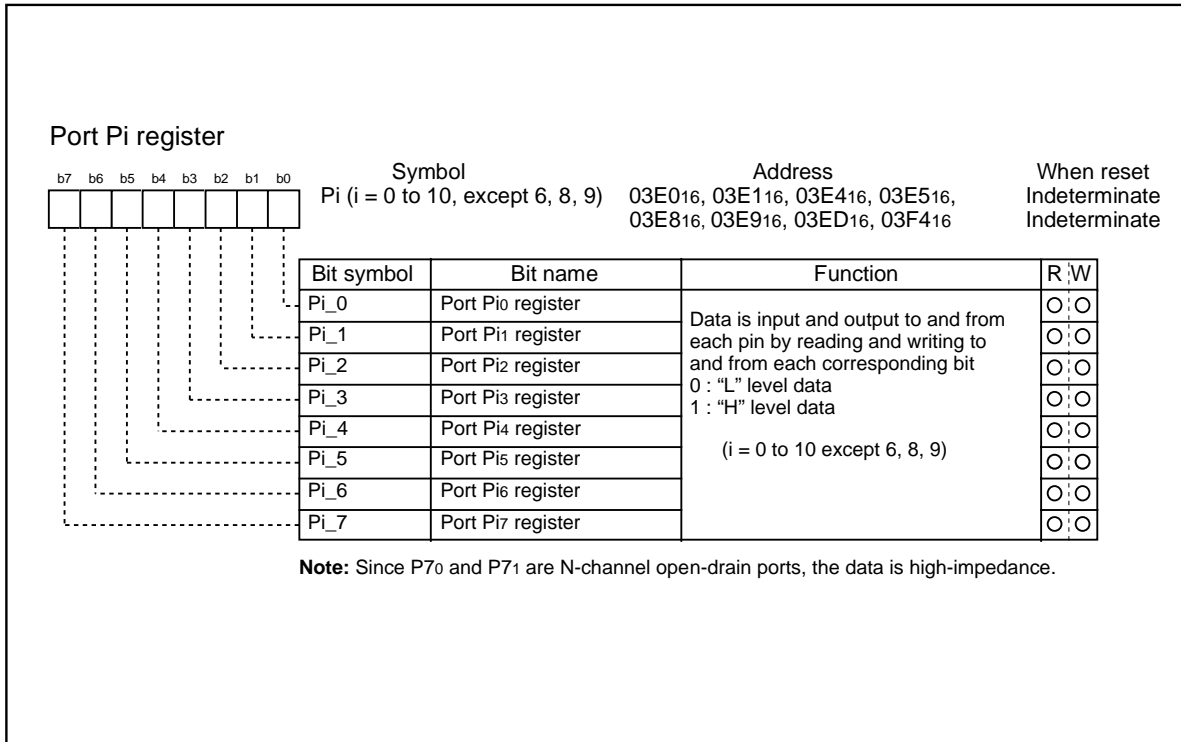 Port Pi register
b7 b6 b5 b4 b3 b2 b1 b0
Symbol Address When reset
Pi (i = 0 to 10, except 6, 8, 9) 03E016, 03E116, 03E416, 03E516, Indeterminate
03E816, 03E916, 03ED16, 03F416 Indeterminate
Bit symbol Bit name Function R W
Pi_0 Port Pi0 register
Pi_1 Port Pi1 register
Pi_2 Port Pi2 register
Pi_3 Port Pi3 register
Pi_4 Port Pi4 register
Pi_5 Port Pi5 register
Pi_6 Port Pi6 register
Pi_7 Port Pi7 register
Data is input and output to and from
each pin by reading and writing to
and from each corresponding bit
0 : “L” level data
1 : “H” level data
(i = 0 to 10 except 6, 8, 9)
Note: Since P70 and P71 are N-channel open-drain ports, the data is high-impedance.